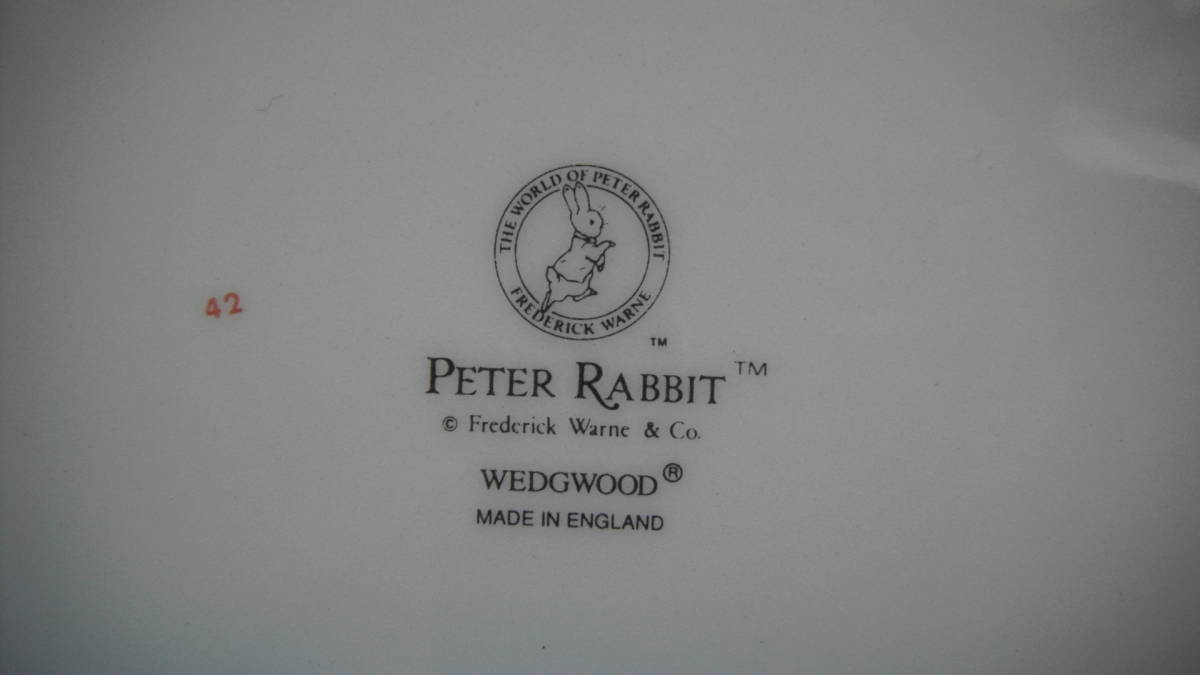 THE WORLD OF PETER RABBIT
FREDERICK WARNE
TM
42
PETER RABBIT TM
© Frederick Warne & Co.
WEDGWOOD®
MADE IN ENGLAND